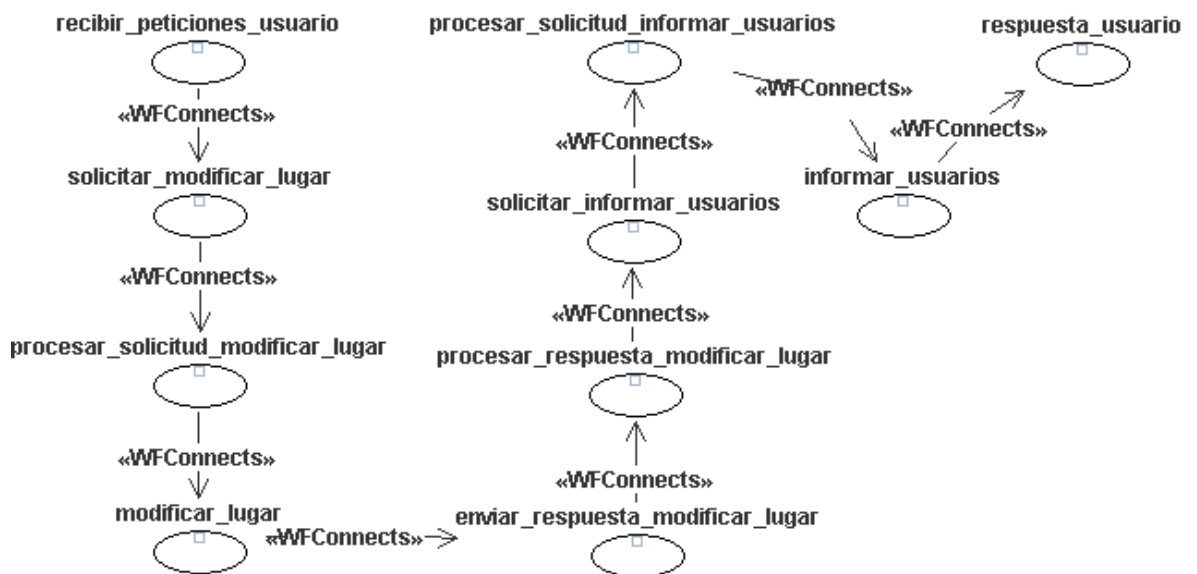 recibir_peticiones_usuario
«WFConnects»
solicitar_modificar_lugar
«WFConnects»
procesar_solicitud_modificar_lugar
«WFConnects»
modificar_lugar
«WFConnects»
enviar_respuesta_modificar_lugar
«WFConnects»
procesar_respuesta_modificar_lugar
«WFConnects»
solicitar_informar_usuarios
«WFConnects»
procesar_solicitud_informar_usuarios
«WFConnects»
informar_usuarios
«WFConnects»
respuesta_usuario